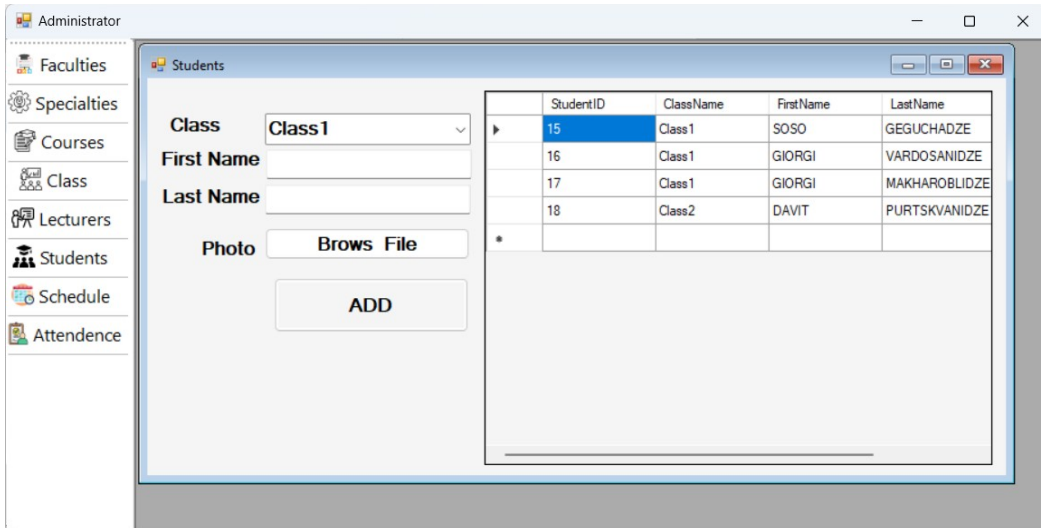 Administrator
Faculties
Specialties
Courses
Class
Lecturers
Students
Schedule
Attendence
Students
Class
Class1
First Name
Last Name
Photo
Brows File
ADD
StudentID ClassName FirstName LastName
15 Class1 SOSO GEGUCHADZE
16 Class1 GIORGI VARDOSANIDZE
17 Class1 GIORGI MAKHAROBLIDZE
18 Class2 DAVIT PURTSKVANIDZE